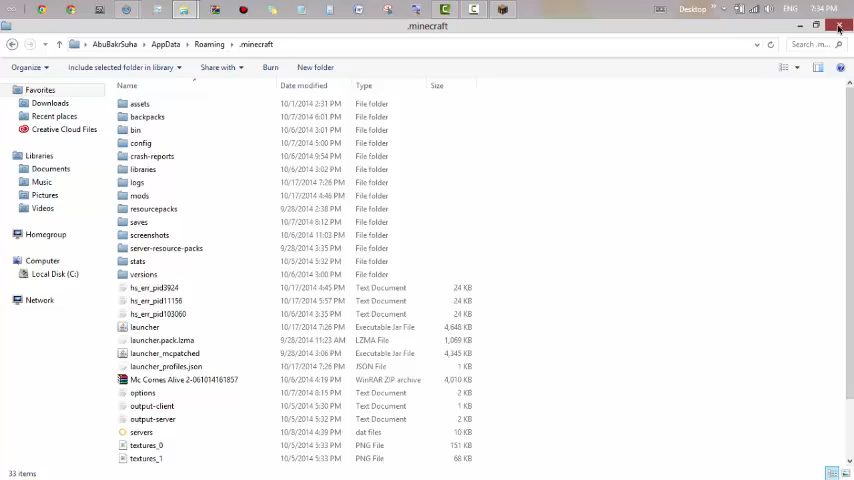 ENG
ENG
Desktop
7:34 PM
.minecraft
AbuBakrSuha
AppData
Roaming
.minecraft
Search .m...
Organize
Include selected folder in library
Share with
Burn
New folder
Name
Date modified
Type
Size
Favorites
Downloads
Recent places
Creative Cloud Files
Libraries
Documents
Music
Pictures
Videos
Homegroup
Computer
Local Disk (C:)
Network
assets 10/1/2014 2:31 PM File folder
backpacks 10/7/2014 6:01 PM File folder
bin 10/6/2014 3:01 PM File folder
config 10/7/2014 5:00 PM File folder
crash-reports 10/6/2014 9:54 PM File folder
libraries 10/6/2014 3:02 PM File folder
logs 10/17/2014 7:26 PM File folder
mods 10/17/2014 4:46 PM File folder
resourcepacks 9/28/2014 2:38 PM File folder
saves 10/7/2014 8:12 PM File folder
screenshots 10/6/2014 11:03 PM File folder
server-resource-packs 9/28/2014 3:35 PM File folder
stats 10/5/2014 5:41 PM File folder
versions 10/6/2014 3:00 PM File folder
hs_err_pid3924 10/17/2014 4:45 PM Text Document 24 KB
hs_err_pid11156 10/17/2014 5:57 PM Text Document 24 KB
hs_err_pid103060 10/6/2014 3:35 PM Text Document 24 KB
launcher 10/17/2014 7:26 PM Executable Jar File 4,648 KB
launcher.pack.lzma 9/28/2014 11:23 AM LZMA File 1,069 KB
launcher_mcpatched 9/28/2014 3:06 PM Executable Jar File 4,345 KB
launcher_profiles.json 10/17/2014 7:26 PM JSON File 1 KB
Mc Comes Alive 2-061014161857 10/6/2014 4:19 PM WinRAR ZIP archive 4,010 KB
options 10/7/2014 8:15 PM Text Document 2 KB
output-client 10/5/2014 5:30 PM Text Document 1 KB
output-server 10/5/2014 5:32 PM Text Document 2 KB
servers 10/8/2014 4:39 PM dat files 10 KB
textures_0 10/5/2014 5:33 PM PNG File 151 KB
textures_1 10/5/2014 5:33 PM PNG File 68 KB
33 items